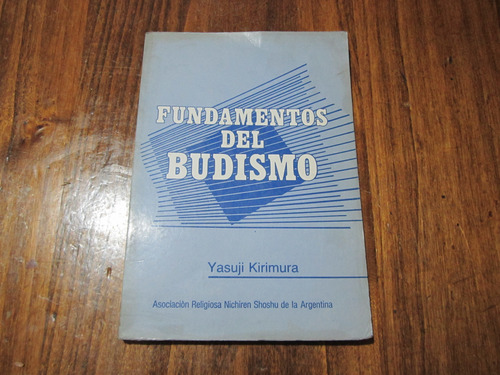 FUNDAMENTOS
DEL
BUDISMO
Yasuji Kirimura
Asociación Religiosa Nichiren Shoshu de la Argentina